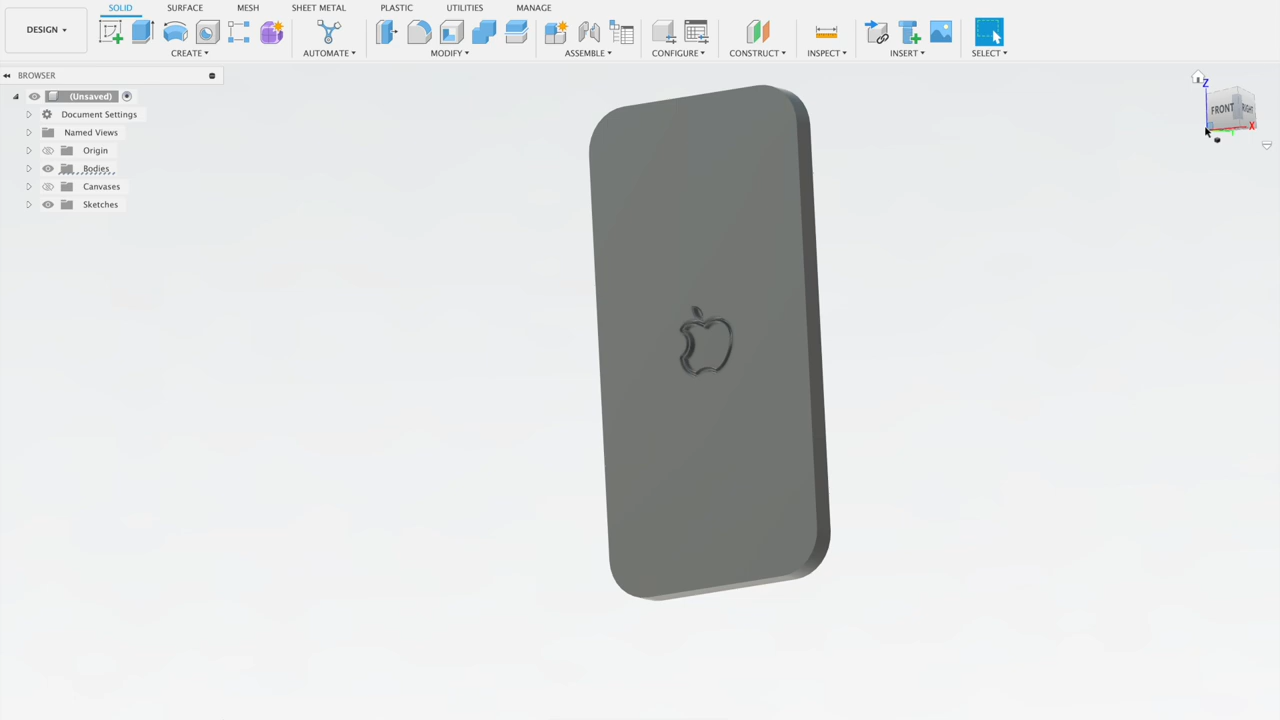 SOLID SURFACE MESH SHEET METAL PLASTIC UTILITIES MANAGE
DESIGN
CREATE AUTOMATE MODIFY ASSEMBLE CONFIGURE CONSTRUCT INSPECT INSERT SELECT
BROWSER
(Unsaved)
Document Settings
Named Views
Origin
Bodies
Canvases
Sketches
Z
FRONT RIGHT
X